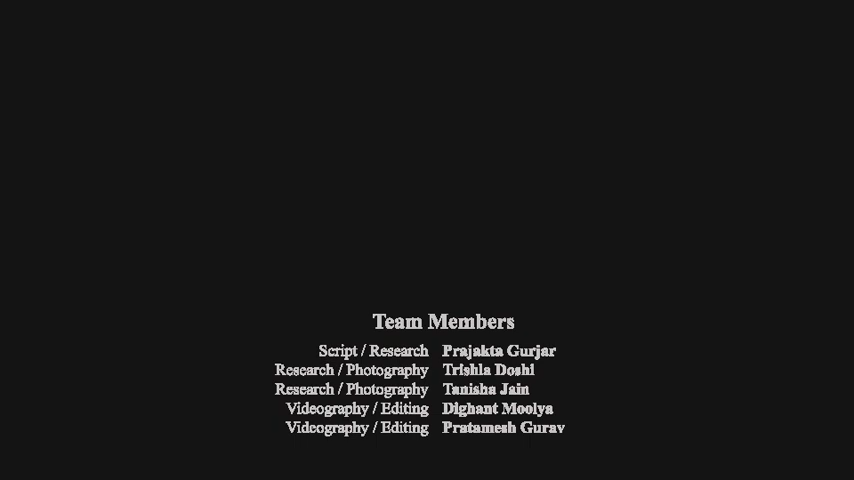 Team Members
Script / Research Prajakta Gurjar
Research / Photography Trishla Doshi
Research / Photography Tanisha Jain
Videography / Editing Dighant Moolya
Videography / Editing Pratamesh Gurav